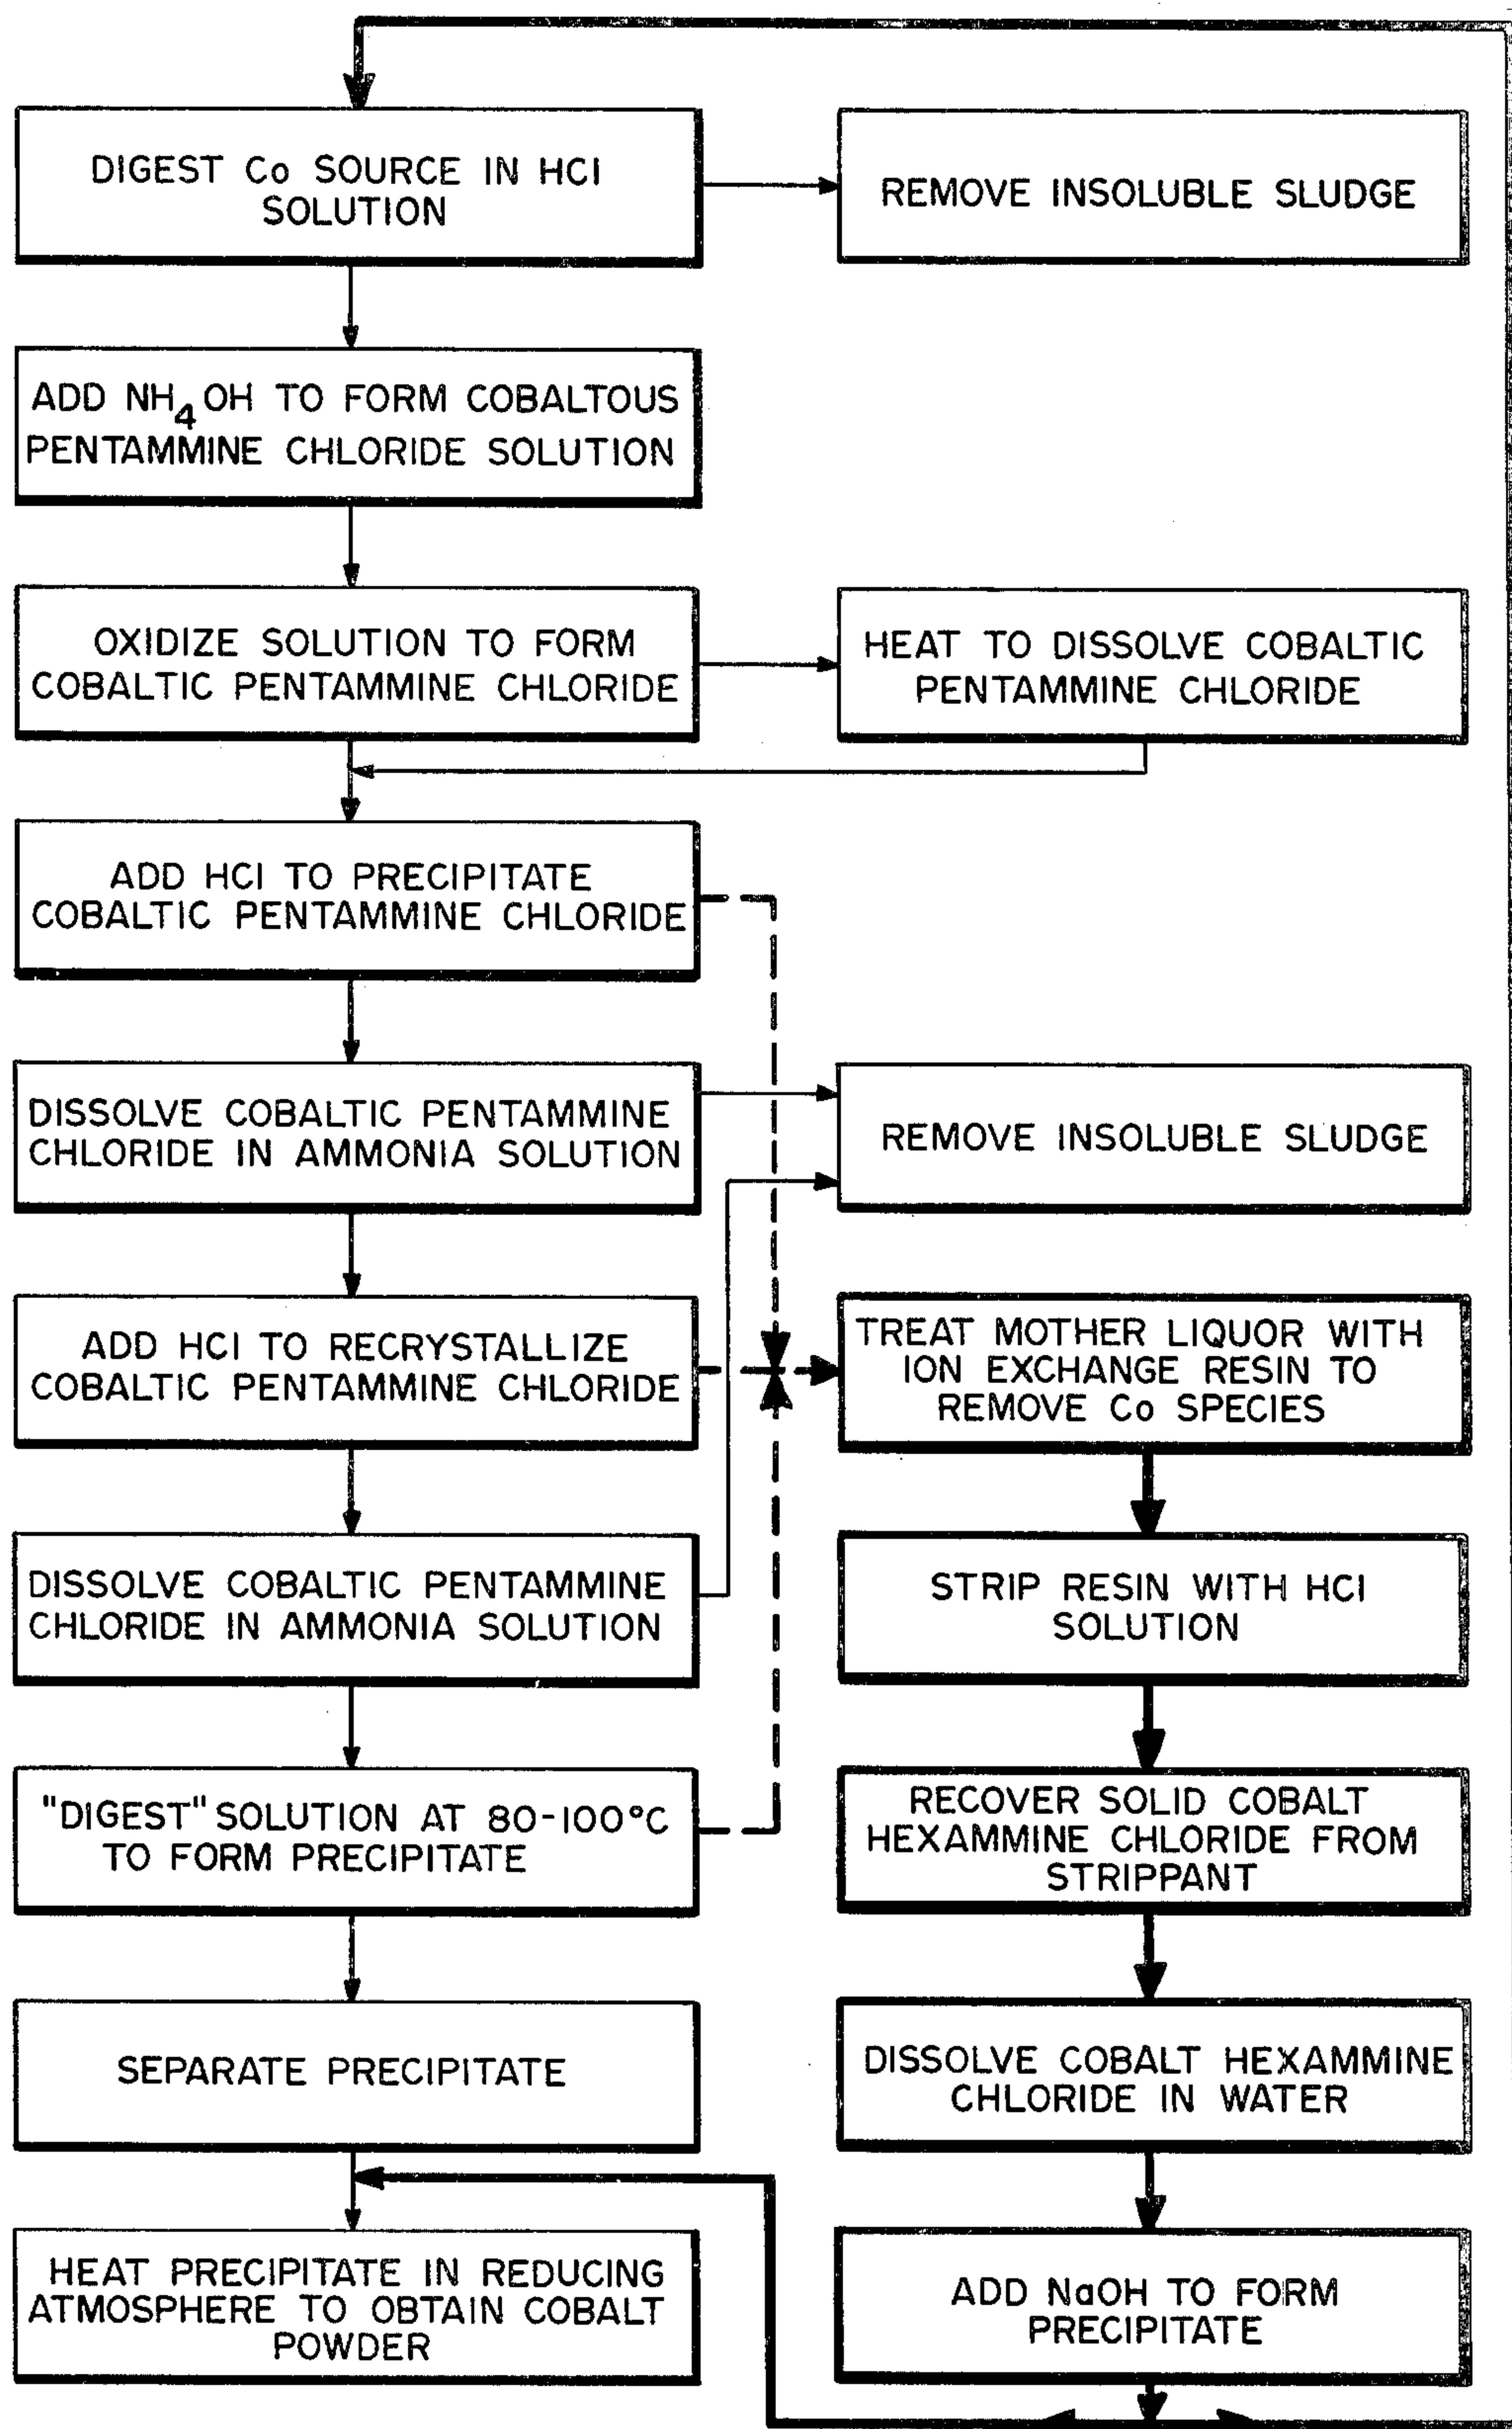 DIGEST Co SOURCE IN HCl
SOLUTION
REMOVE INSOLUBLE SLUDGE
ADD NH4OH TO FORM COBALTOUS
PENTAMMINE CHLORIDE SOLUTION
OXIDIZE SOLUTION TO FORM
COBALTIC PENTAMMINE CHLORIDE
HEAT TO DISSOLVE COBALTIC
PENTAMMINE CHLORIDE
ADD HCl TO PRECIPITATE
COBALTIC PENTAMMINE CHLORIDE
DISSOLVE COBALTIC PENTAMMINE
CHLORIDE IN AMMONIA SOLUTION
REMOVE INSOLUBLE SLUDGE
ADD HCl TO RECRYSTALLIZE
COBALTIC PENTAMMINE CHLORIDE
TREAT MOTHER LIQUOR WITH
ION EXCHANGE RESIN TO
REMOVE Co SPECIES
DISSOLVE COBALTIC PENTAMMINE
CHLORIDE IN AMMONIA SOLUTION
STRIP RESIN WITH HCl
SOLUTION
"DIGEST" SOLUTION AT 80-100°C
TO FORM PRECIPITATE
RECOVER SOLID COBALT
HEXAMMINE CHLORIDE FROM
STRIPPANT
SEPARATE PRECIPITATE
DISSOLVE COBALT HEXAMMINE
CHLORIDE IN WATER
HEAT PRECIPITATE IN REDUCING
ATMOSPHERE TO OBTAIN COBALT
POWDER
ADD NaOH TO FORM
PRECIPITATE